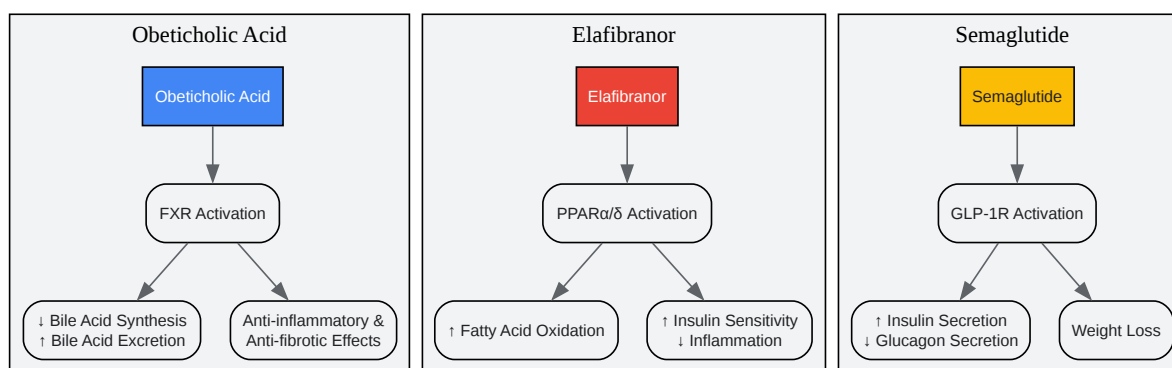 Obeticholic Acid
Obeticholic Acid
FXR Activation
↓ Bile Acid Synthesis
↑ Bile Acid Excretion
Anti-inflammatory &
Anti-fibrotic Effects
Elafibranor
Elafibranor
PPARα/δ Activation
↑ Fatty Acid Oxidation
↑ Insulin Sensitivity
↓ Inflammation
Semaglutide
Semaglutide
GLP-1R Activation
↑ Insulin Secretion
↓ Glucagon Secretion
Weight Loss